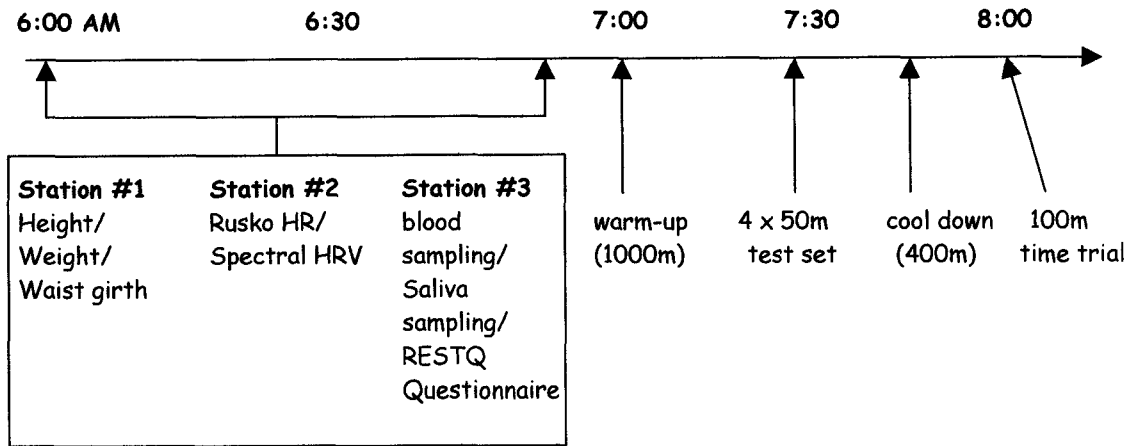 6:00 AM 6:30 7:00 7:30 8:00
Station #1
Height/
Weight/
Waist girth
Station #2
Rusko HR/
Spectral HRV
Station #3
blood
sampling/
Saliva
sampling/
RESTQ
Questionnaire
warm-up
(1000m)
4 x 50m
test set
cool down
(400m)
100m
time trial